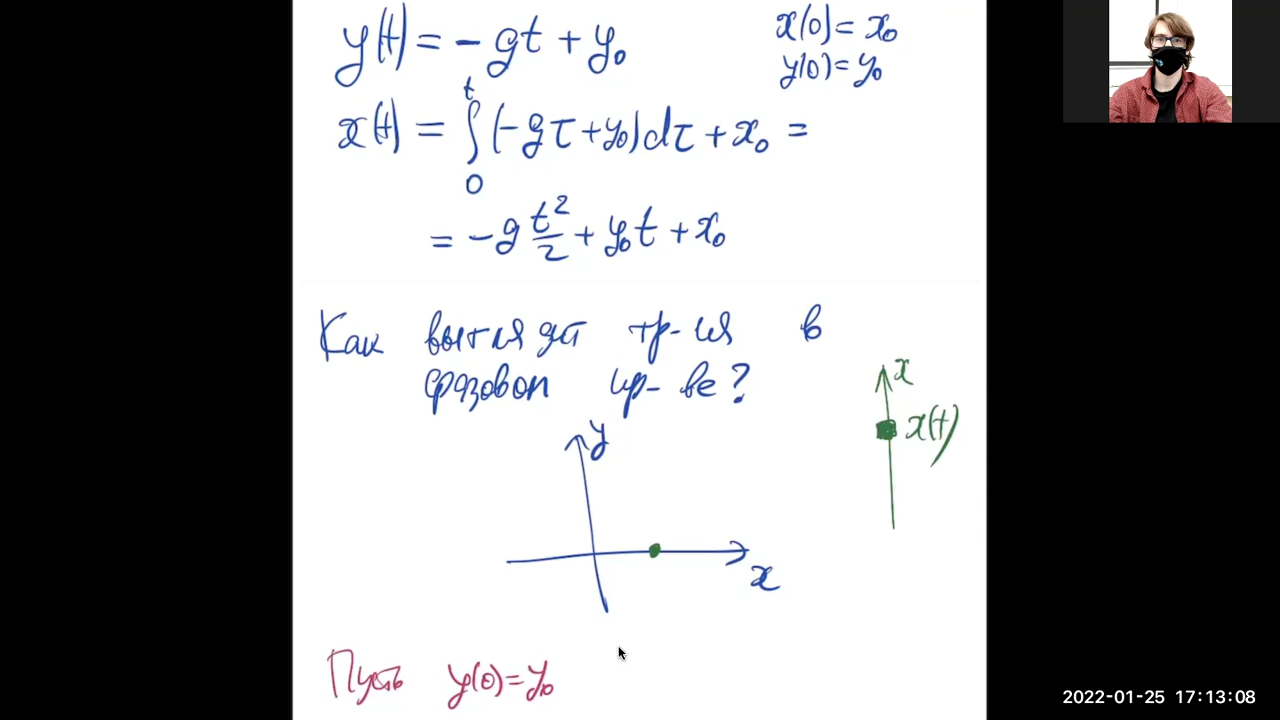 y(t) = - gt + y₀
x(0) = x₀
y(0) = y₀
x(t) = ∫₀ᵗ (-gτ + y₀)dτ + x₀ =
= -g t²/2 + y₀t + x₀
Как выглядят тр-ия в
фазовом пр-ве?
x
x(t)
y
x
Пусть y(0) = y₀
2022-01-25 17:13:08